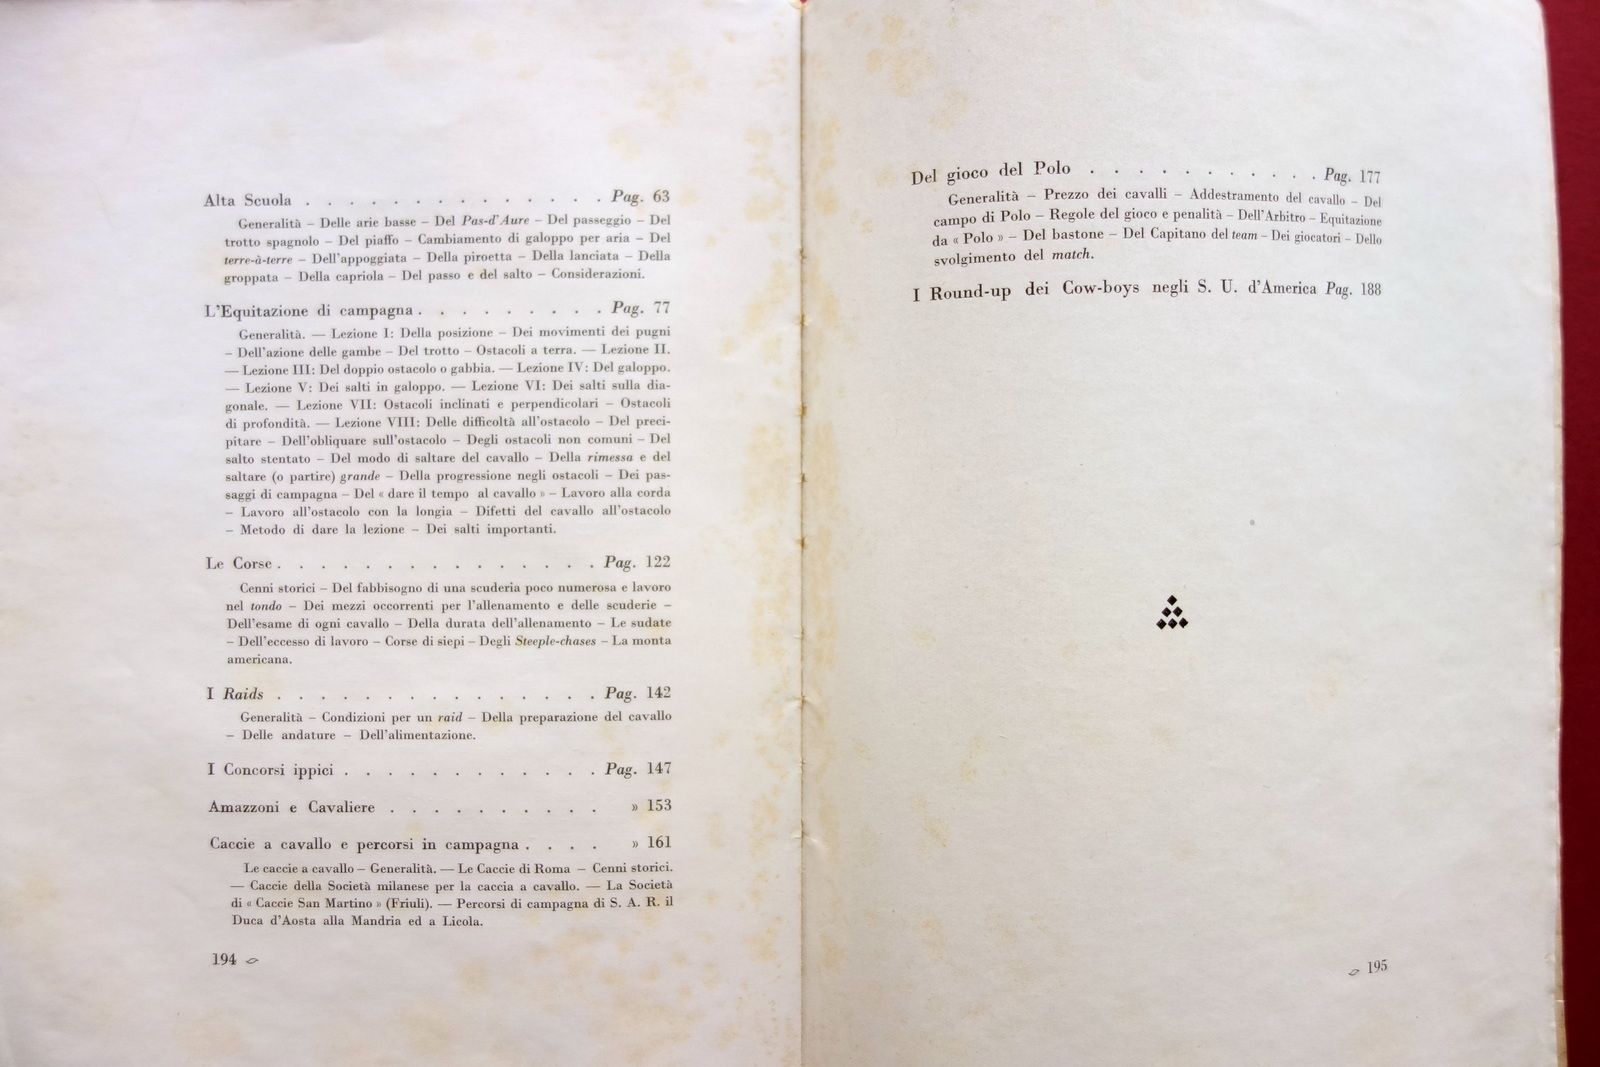 Alta Scuola . . . . . . . . . . . . . . Pag. 63
Generalità – Delle arie basse – Del Pas-d'Aure – Del passeggio – Del
trotto spagnolo – Del piaffo – Cambiamento di galoppo per aria – Del
terre-à-terre – Dell'appoggiata – Della piroetta – Della lanciata – Della
groppata – Della capriola – Del passo e del salto – Considerazioni.
L'Equitazione di campagna . . . . . . . . . Pag. 77
Generalità. — Lezione I: Della posizione – Dei movimenti dei pugni
– Dell'azione delle gambe – Del trotto – Ostacoli a terra. — Lezione II.
— Lezione III: Del doppio ostacolo o gabbia. — Lezione IV: Del galoppo.
— Lezione V: Dei salti in galoppo. — Lezione VI: Dei salti sulla dia-
gonale. — Lezione VII: Ostacoli inclinati e perpendicolari – Ostacoli
di profondità. — Lezione VIII: Delle difficoltà all'ostacolo – Del preci-
pitare – Dell'obliquare sull'ostacolo – Degli ostacoli non comuni – Del
salto stentato – Del modo di saltare del cavallo – Della rimessa e del
saltare (o partire) grande – Della progressione negli ostacoli – Dei pas-
saggi di campagna – Del « dare il tempo al cavallo » – Lavoro alla corda
– Lavoro all'ostacolo con la longia – Difetti del cavallo all'ostacolo
– Metodo di dare la lezione – Dei salti importanti.
Le Corse . . . . . . . . . . . . . . . Pag. 122
Cenni storici – Del fabbisogno di una scuderia poco numerosa e lavoro
nel tondo – Dei mezzi occorrenti per l'allenamento e delle scuderie –
Dell'esame di ogni cavallo – Della durata dell'allenamento – Le sudate
– Dell'eccesso di lavoro – Corse di siepi – Degli Steeple-chases – La monta
americana.
I Raids . . . . . . . . . . . . . . . Pag. 142
Generalità – Condizioni per un raid – Della preparazione del cavallo
– Delle andature – Dell'alimentazione.
I Concorsi ippici . . . . . . . . . . . . Pag. 147
Amazzoni e Cavaliere . . . . . . . . . . » 153
Caccie a cavallo e percorsi in campagna . . . . » 161
Le caccie a cavallo – Generalità. — Le Caccie di Roma – Cenni storici.
— Caccie della Società milanese per la caccia a cavallo. — La Società
di « Caccie San Martino » (Friuli). — Percorsi di campagna di S. A. R. il
Duca d'Aosta alla Mandria ed a Licola.
194
Del gioco del Polo . . . . . . . . . . . Pag. 177
Generalità – Prezzo dei cavalli – Addestramento del cavallo – Del
campo di Polo – Regole del gioco e penalità – Dell'Arbitro – Equitazione
da « Polo » – Del bastone – Del Capitano del team – Dei giocatori – Dello
svolgimento del match.
I Round-up dei Cow-boys negli S. U. d'America Pag. 188
195